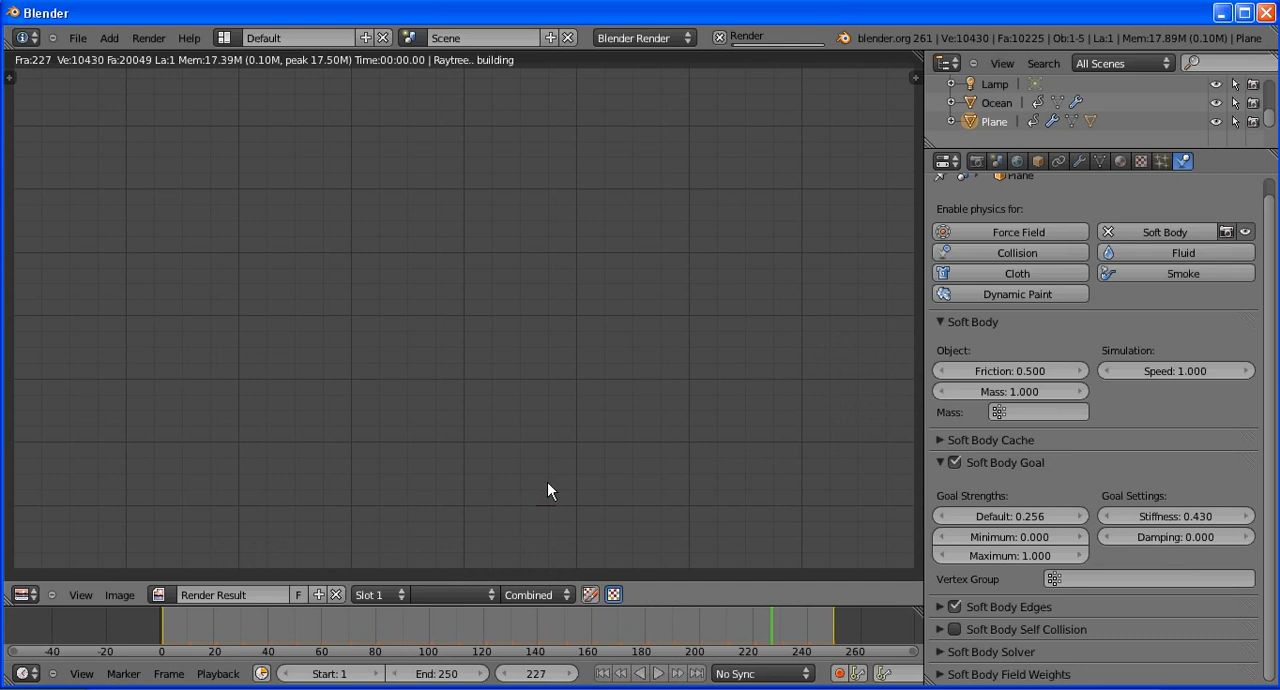 Blender
File Add Render Help Default Scene Blender Render Render blender.org 261 | Ve:10430 | Fa:10225 | Ob:1-5 | La:1 | Mem:17.89M (0.10M) | Plane
Fra:227 Ve:10430 Fa:20049 La:1 Mem:17.39M (0.10M, peak 17.50M) Time:00:00.00 | Raytree.. building
View Search All Scenes
Lamp
Ocean
Plane
Plane
Enable physics for:
Force Field Soft Body
Collision Fluid
Cloth Smoke
Dynamic Paint
Soft Body
Object: Simulation:
Friction: 0.500 Speed: 1.000
Mass: 1.000
Mass:
Soft Body Cache
Soft Body Goal
Goal Strengths: Goal Settings:
Default: 0.256 Stiffness: 0.430
Minimum: 0.000 Damping: 0.000
Maximum: 1.000
Vertex Group
Soft Body Edges
Soft Body Self Collision
Soft Body Solver
Soft Body Field Weights
View Image Render Result F Slot 1 Combined
-40 -20 0 20 40 60 80 100 120 140 160 180 200 220 240 260
View Marker Frame Playback Start: 1 End: 250 227 No Sync